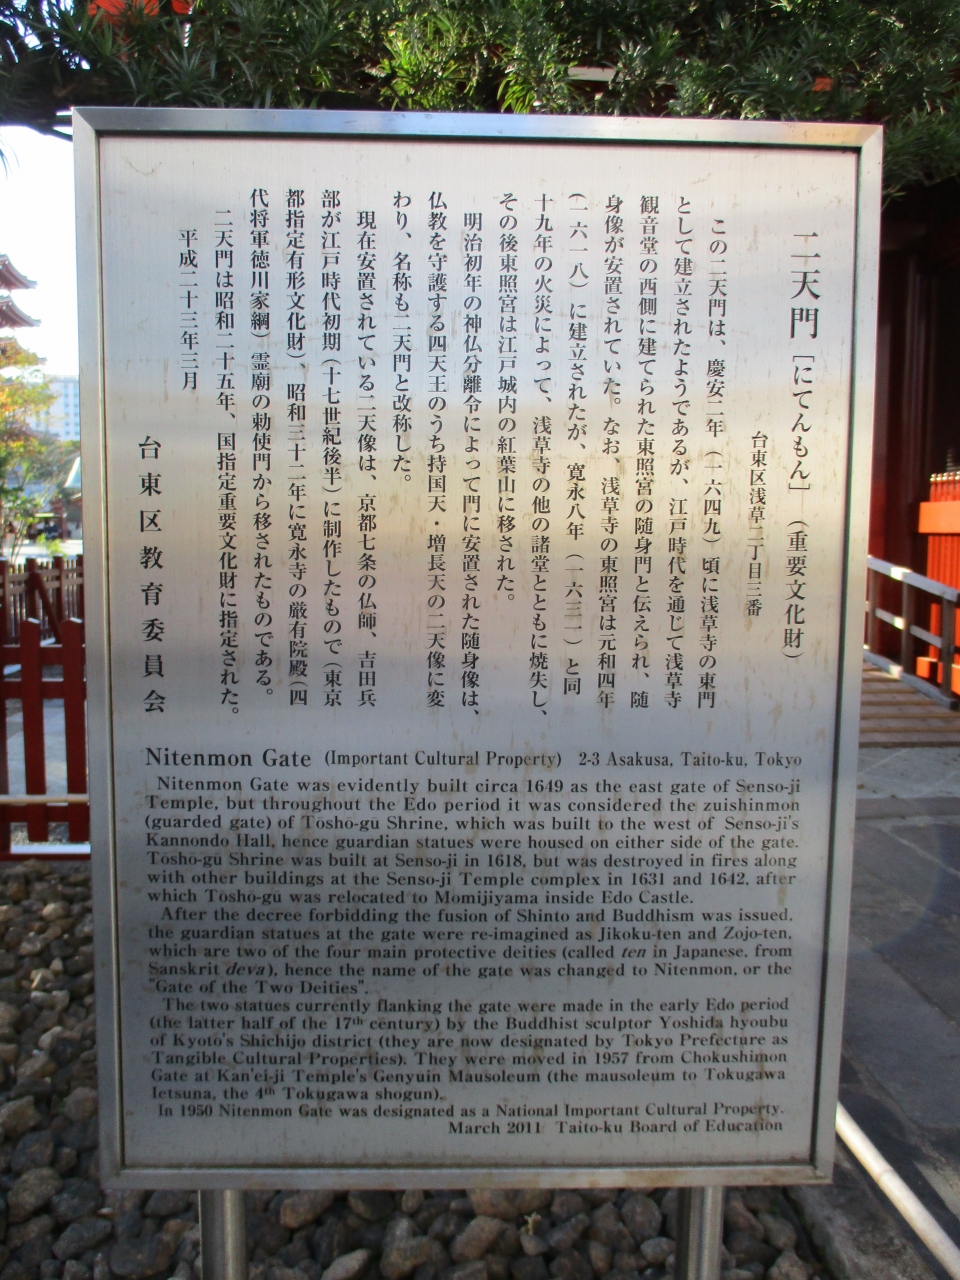 二天門［にてんもん］（重要文化財）
台東区浅草二丁目三番
この二天門は、慶安二年（一六四九）頃に浅草寺の東門
として建立されたようであるが、江戸時代を通じて浅草寺
観音堂の西側に建てられた東照宮の随身門と伝えられ、随
身像が安置されていた。なお、浅草寺の東照宮は元和四年
（一六一八）に建立されたが、寛永八年（一六三一）と同
十九年の火災によって、浅草寺の他の諸堂とともに焼失し、
その後東照宮は江戸城内の紅葉山に移された。
明治初年の神仏分離令によって門に安置された随身像は、
仏教を守護する四天王のうち持国天・増長天の二天像に変
わり、名称も二天門と改称した。
現在安置されている二天像は、京都七条の仏師、吉田兵
部が江戸時代初期（十七世紀後半）に制作したもので（東京
都指定有形文化財）、昭和三十二年に寛永寺の厳有院殿（四
代将軍徳川家綱）霊廟の勅使門から移されたものである。
二天門は昭和二十五年、国指定重要文化財に指定された。
平成二十三年三月
台東区教育委員会
Nitenmon Gate (Important Cultural Property) 2-3 Asakusa, Taito-ku, Tokyo
Nitenmon Gate was evidently built circa 1649 as the east gate of Senso-ji
Temple, but throughout the Edo period it was considered the zuishinmon
(guarded gate) of Tōshō-gū Shrine, which was built to the west of Senso-ji's
Kannondo Hall, hence guardian statues were housed on either side of the gate.
Tōshō-gū Shrine was built at Senso-ji in 1618, but was destroyed in fires along
with other buildings at the Senso-ji Temple complex in 1631 and 1642, after
which Tōshō-gū was relocated to Momijiyama inside Edo Castle.
After the decree forbidding the fusion of Shinto and Buddhism was issued,
the guardian statues at the gate were re-imagined as Jikoku-ten and Zojo-ten,
which are two of the four main protective deities (called ten in Japanese, from
Sanskrit deva), hence the name of the gate was changed to Nitenmon, or the
"Gate of the Two Deities".
The two statues currently flanking the gate were made in the early Edo period
(the latter half of the 17th century) by the Buddhist sculptor Yoshida hyoubu
of Kyoto's Shichijo district (they are now designated by Tokyo Prefecture as
Tangible Cultural Properties). They were moved in 1957 from Chokushimon
Gate at Kan'ei-ji Temple's Genyuin Mausoleum (the mausoleum to Tokugawa
Ietsuna, the 4th Tokugawa shogun).
In 1950 Nitenmon Gate was designated as a National Important Cultural Property.
March 2011 Taito-ku Board of Education